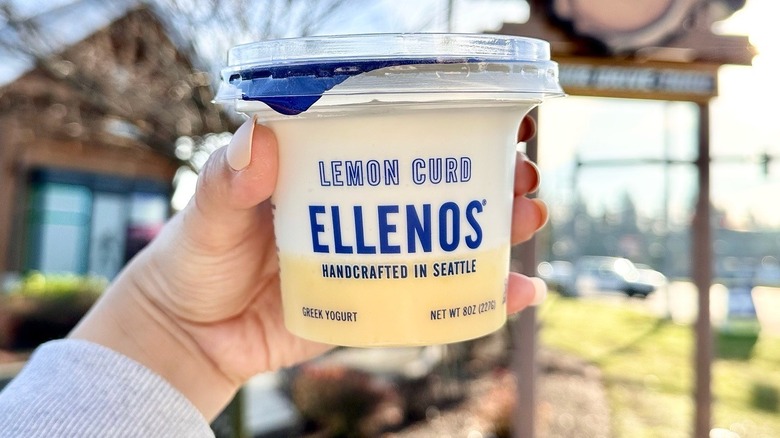 LEMON CURD
ELLENOS®
HANDCRAFTED IN SEATTLE
GREEK YOGURT
NET WT 8OZ (227g)